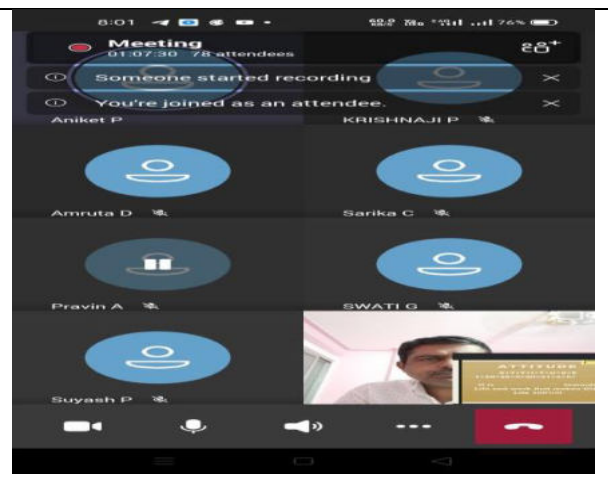 8:01 76%
Meeting
01:07:30 78 attendees
Someone started recording
You're joined as an attendee.
Aniket P KRISHNAJI P
Amruta D Sarika C
Pravin A SWATI G
ATTITUDE
Suyash P